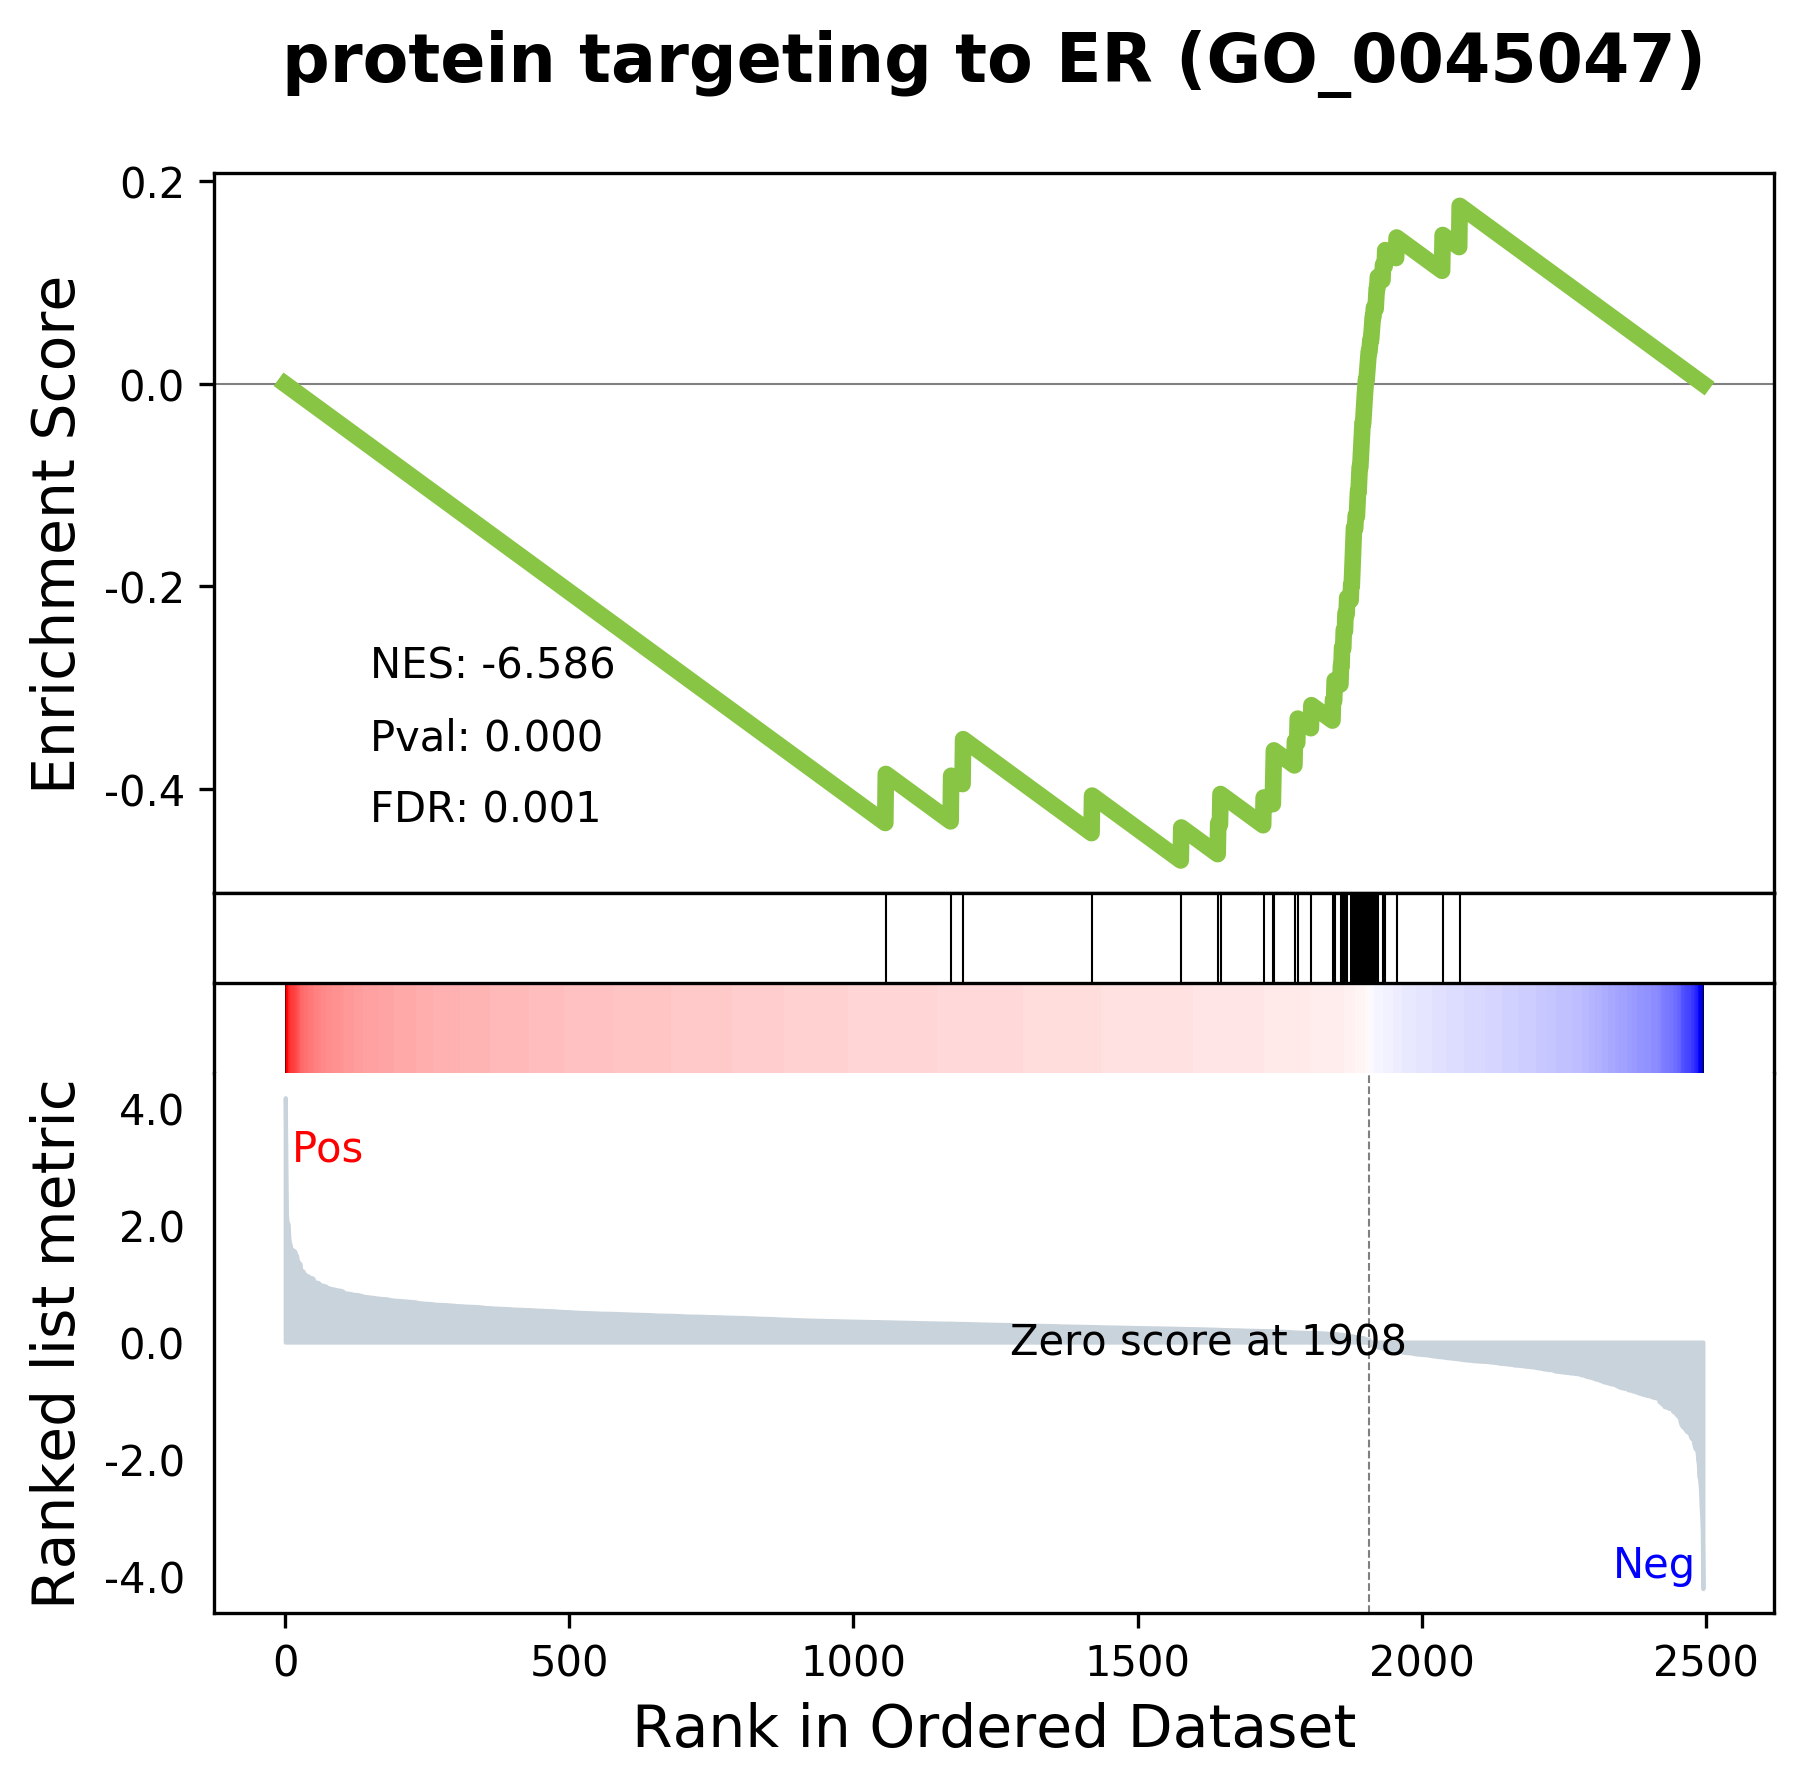 protein targeting to ER (GO_0045047)
Enrichment Score
0.2
0.0
-0.2
-0.4
NES: -6.586
Pval: 0.000
FDR: 0.001
Ranked list metric
4.0
2.0
0.0
-2.0
-4.0
Pos
Zero score at 1908
Neg
0 500 1000 1500 2000 2500
Rank in Ordered Dataset